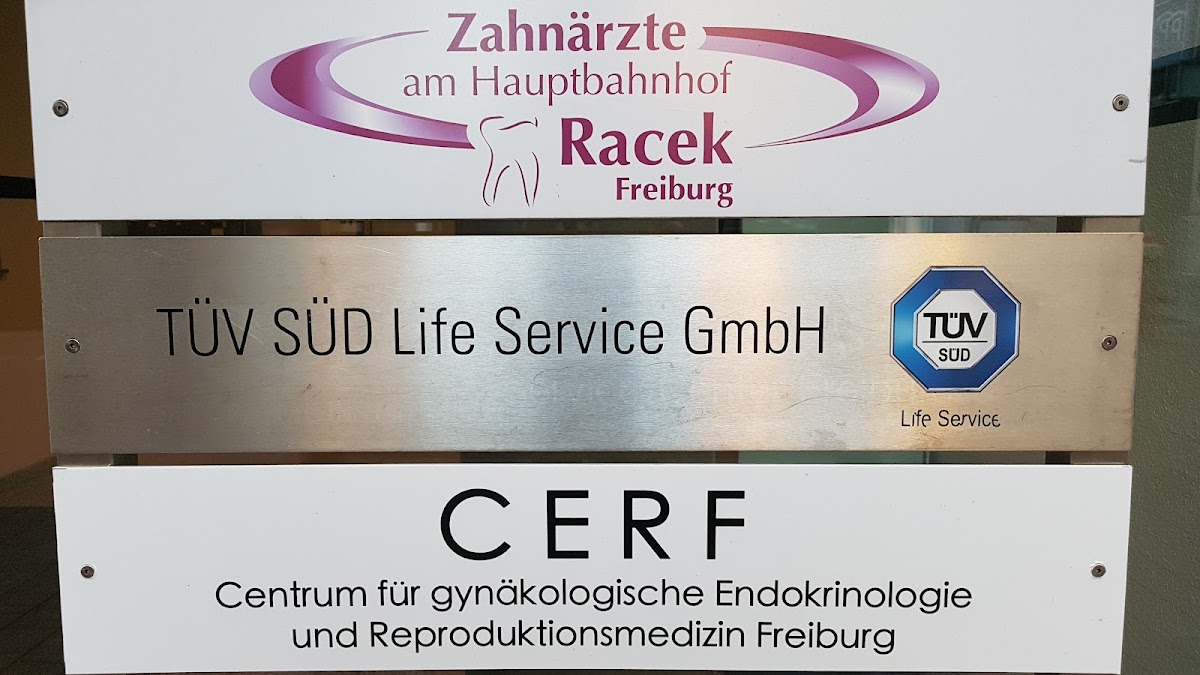 Zahnärzte
am Hauptbahnhof
Racek
Freiburg
TÜV SÜD Life Service GmbH
TÜV
SÜD
Life Service
CERF
Centrum für gynäkologische Endokrinologie
und Reproduktionsmedizin Freiburg